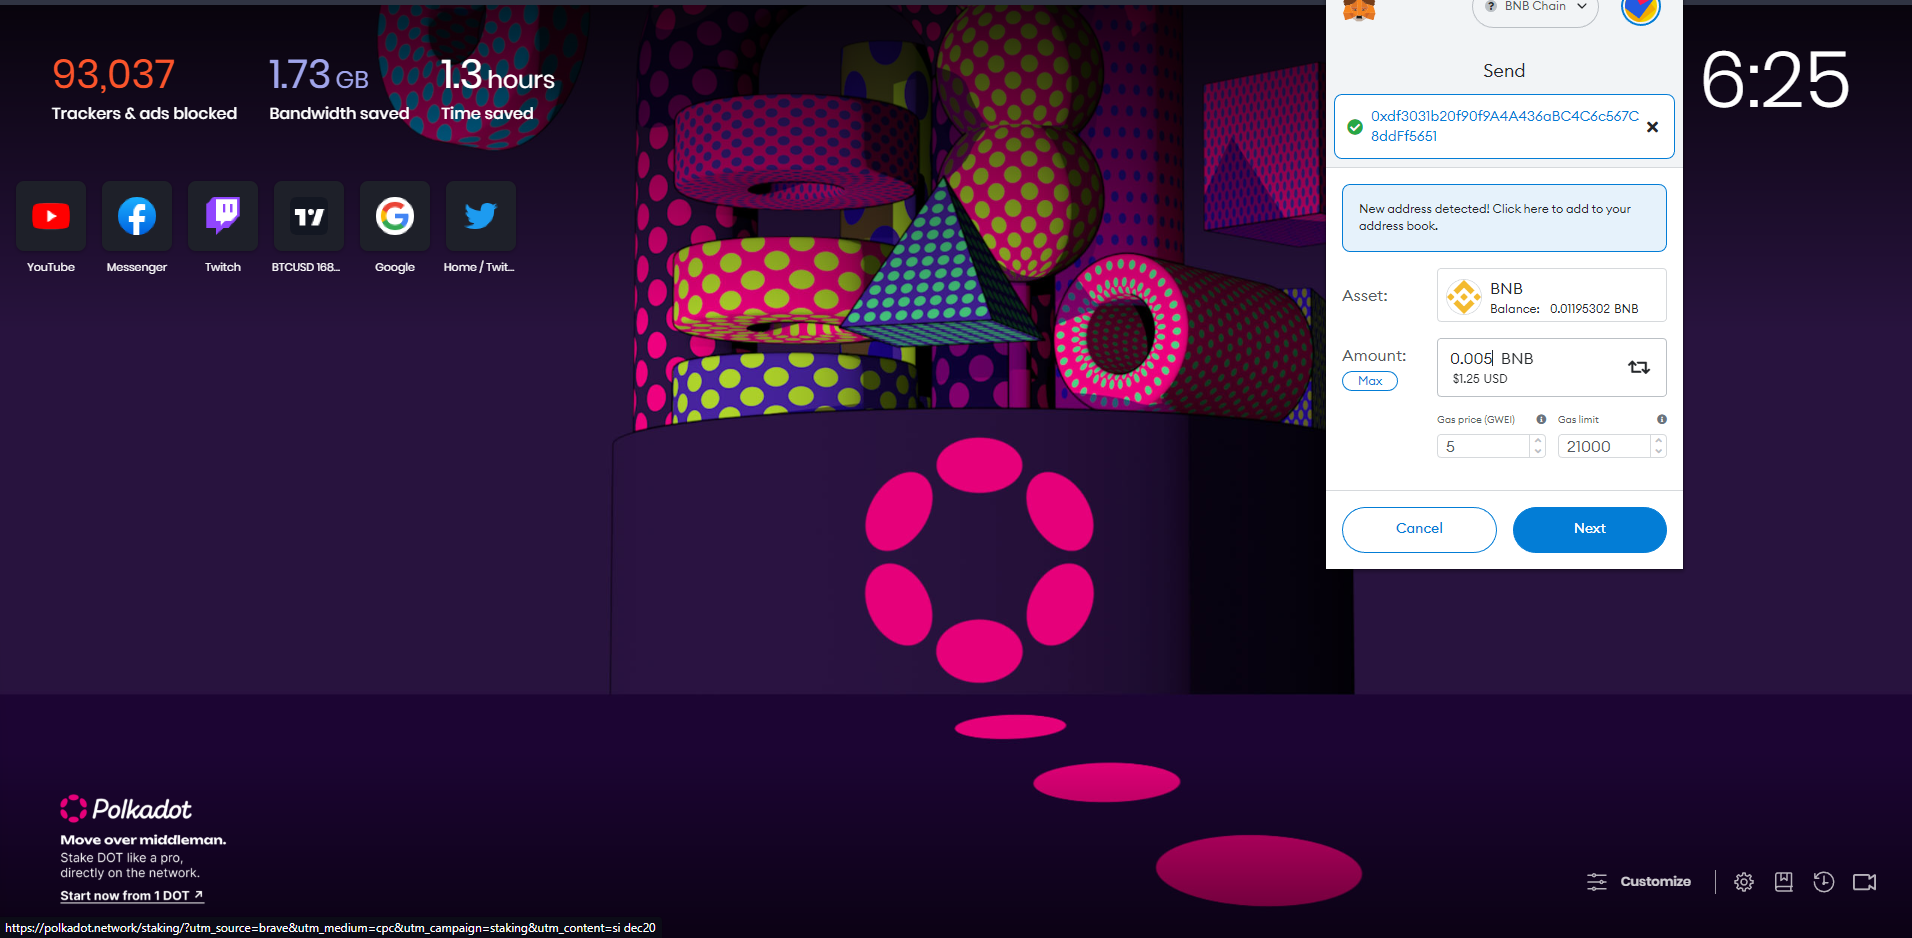 93,037
Trackers & ads blocked
1.73 GB
Bandwidth saved
1.3 hours
Time saved
YouTube
Messenger
Twitch
BTCUSD 168...
Google
Home / Twit...
BNB Chain
Send
0xdf3031b20f90f9A4A436aBC4C6c567C
8ddFf5651
New address detected! Click here to add to your
address book.
Asset:
BNB
Balance: 0.01195302 BNB
Amount:
Max
0.005 BNB
$1.25 USD
Gas price (GWEI)
Gas limit
5
21000
Cancel
Next
6:25
Polkadot
Move over middleman.
Stake DOT like a pro,
directly on the network.
Start now from 1 DOT ↗
Customize
https://polkadot.network/staking/?utm_source=brave&utm_medium=cpc&utm_campaign=staking&utm_content=si dec20